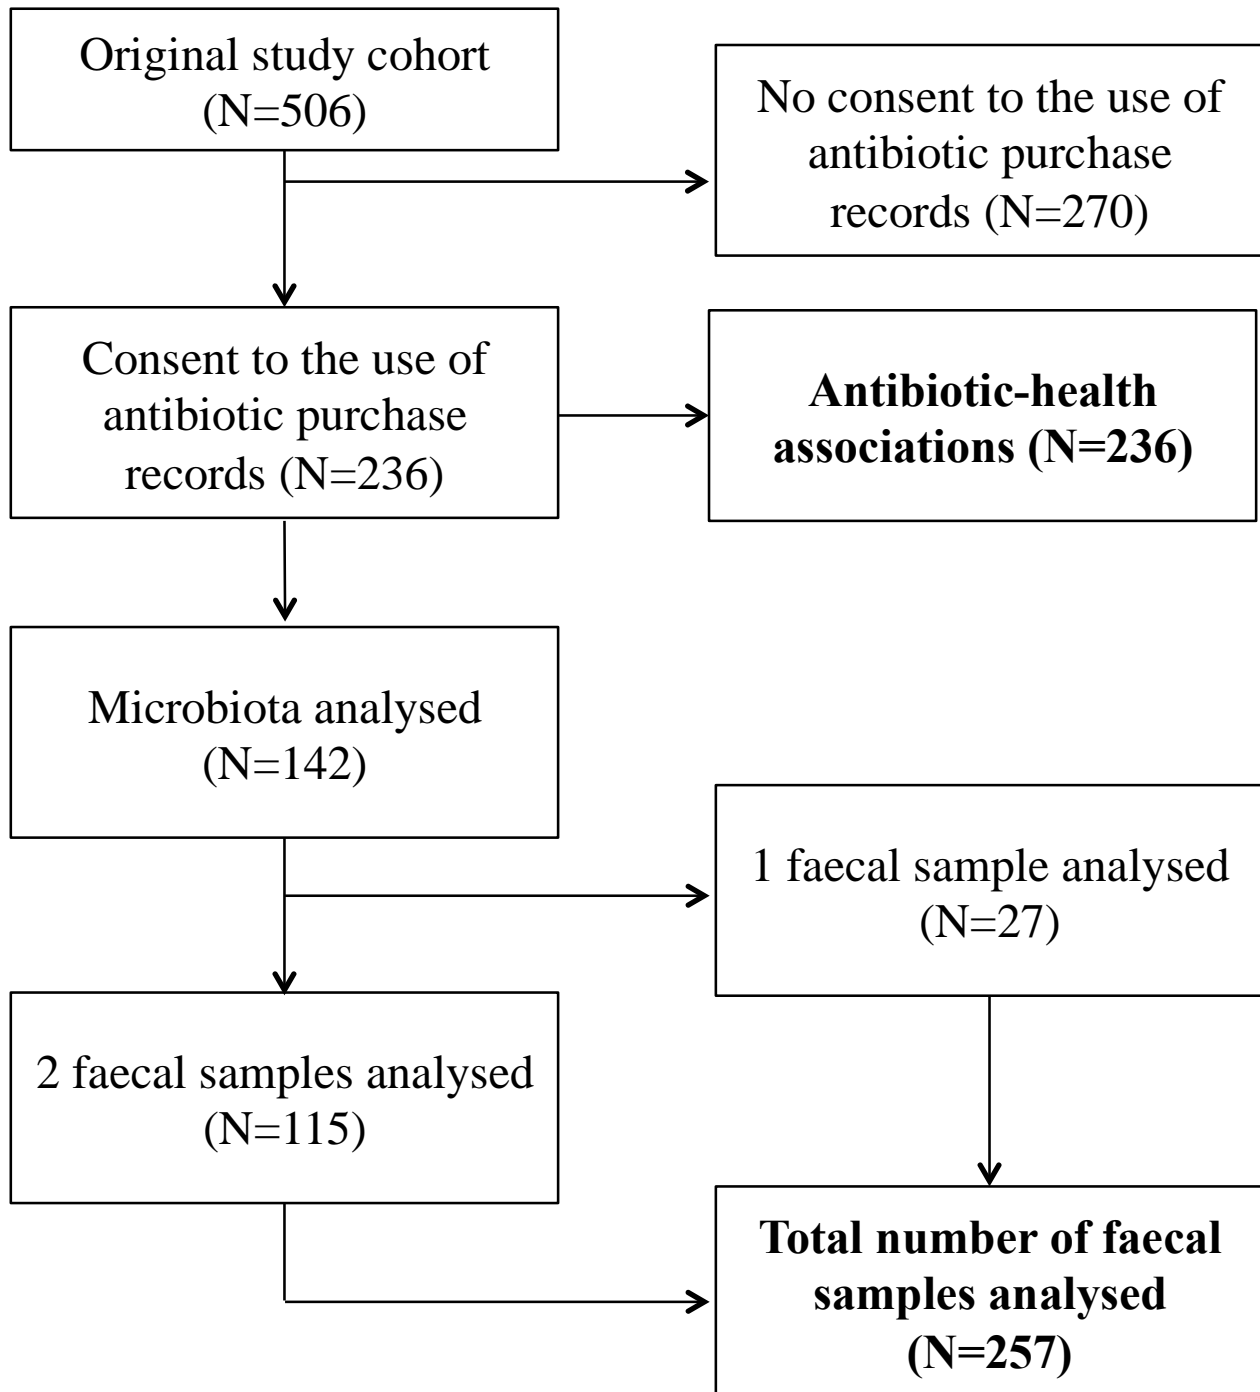 Original study cohort
(N=506)
No consent to the use of
antibiotic purchase
records (N=270)
Consent to the use of
antibiotic purchase
records (N=236)
Antibiotic-health
associations (N=236)
Microbiota analysed
(N=142)
1 faecal sample analysed
(N=27)
2 faecal samples analysed
(N=115)
Total number of faecal
samples analysed
(N=257)